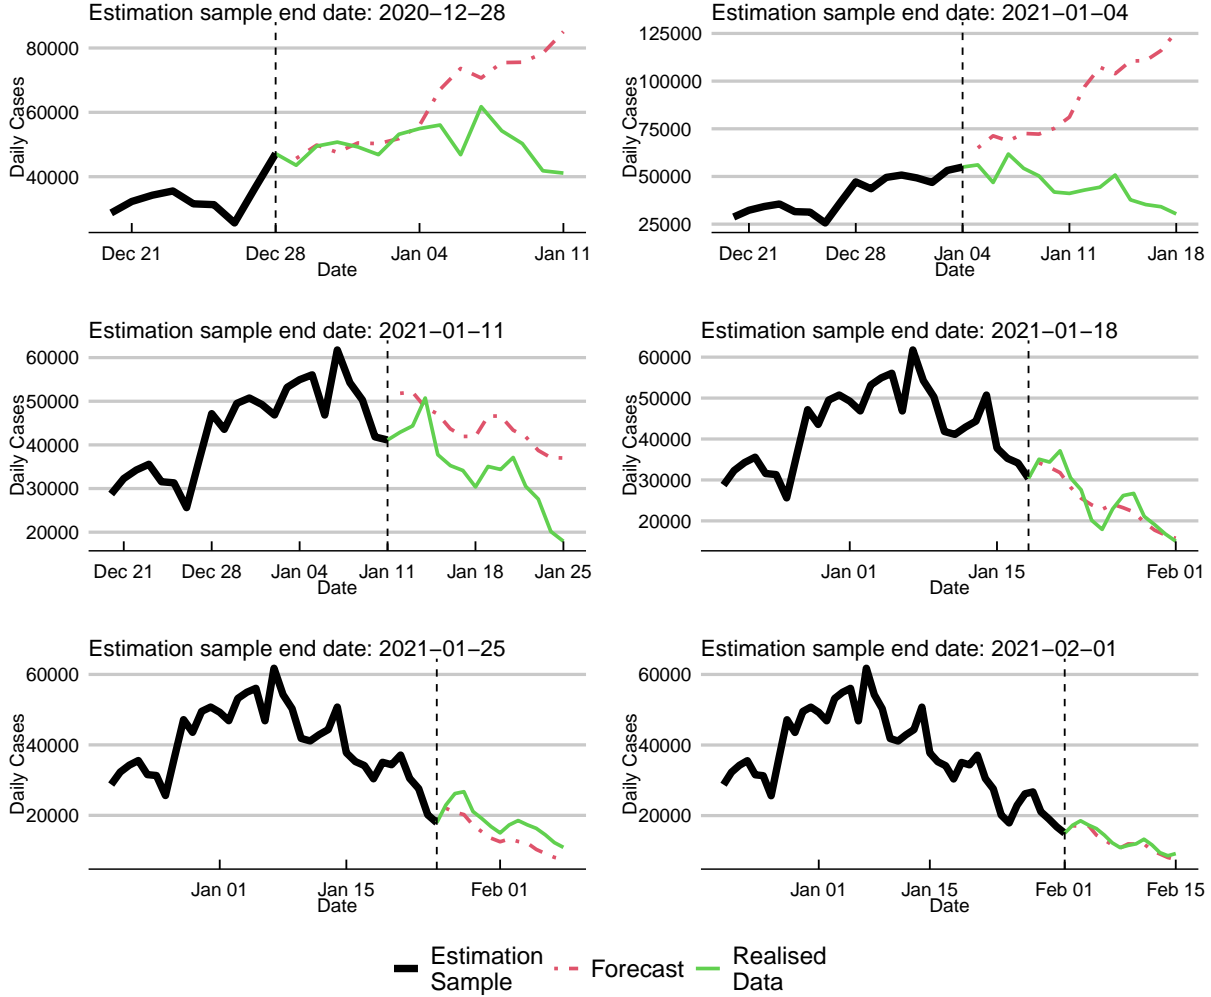 Estimation sample end date: 2020−12−28
80000
60000
40000
Daily Cases
Dec 21
Dec 28
Jan 04
Jan 11
Date
Estimation sample end date: 2021−01−04
125000
100000
75000
50000
25000
Daily Cases
Dec 21
Dec 28
Jan 04
Jan 11
Jan 18
Date
Estimation sample end date: 2021−01−11
60000
50000
40000
30000
20000
Daily Cases
Dec 21
Dec 28
Jan 04
Jan 11
Jan 18
Jan 25
Date
Estimation sample end date: 2021−01−18
60000
50000
40000
30000
20000
Daily Cases
Jan 01
Jan 15
Feb 01
Date
Estimation sample end date: 2021−01−25
60000
40000
20000
Daily Cases
Jan 01
Jan 15
Feb 01
Date
Estimation sample end date: 2021−02−01
60000
40000
20000
Daily Cases
Jan 01
Jan 15
Feb 01
Feb 15
Date
Estimation
Sample
Forecast
Realised
Data